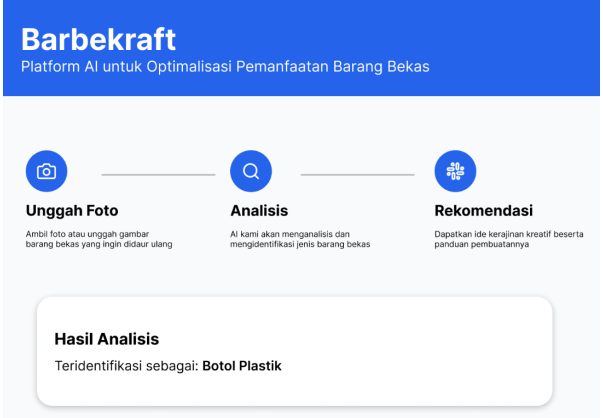 Barbekraft
Platform AI untuk Optimalisasi Pemanfaatan Barang Bekas
Unggah Foto
Ambil foto atau unggah gambar
barang bekas yang ingin didaur ulang
Analisis
AI kami akan menganalisis dan
mengidentifikasi jenis barang bekas
Rekomendasi
Dapatkan ide kerajinan kreatif beserta
panduan pembuatannya
Hasil Analisis
Teridentifikasi sebagai: Botol Plastik